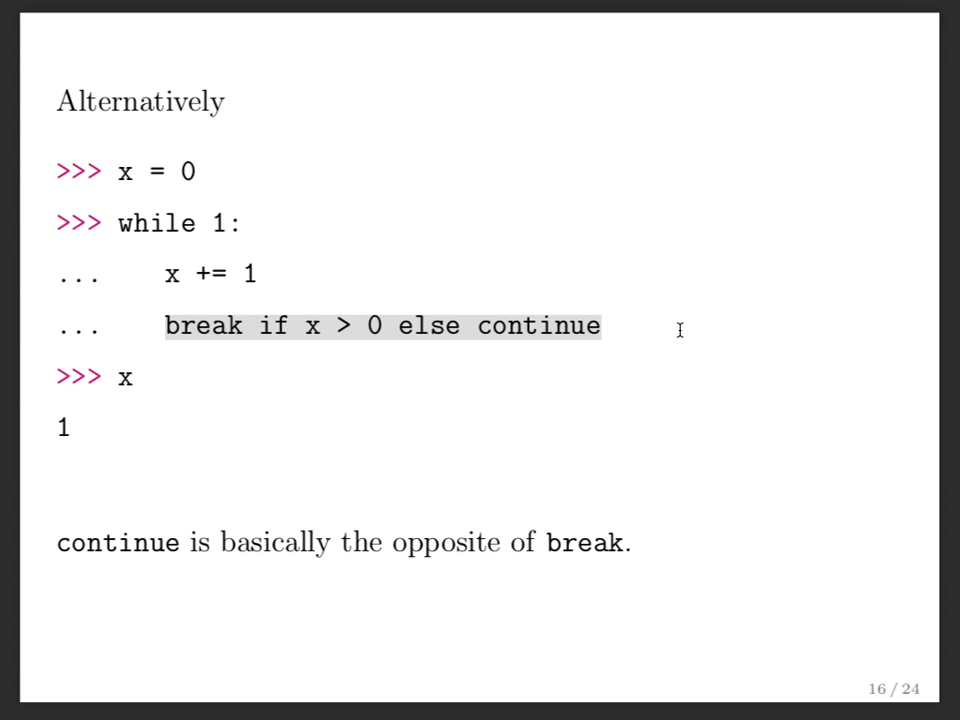 Alternatively
>>> x = 0
>>> while 1:
...    x += 1
...    break if x > 0 else continue
>>> x
1
continue is basically the opposite of break.
16 / 24